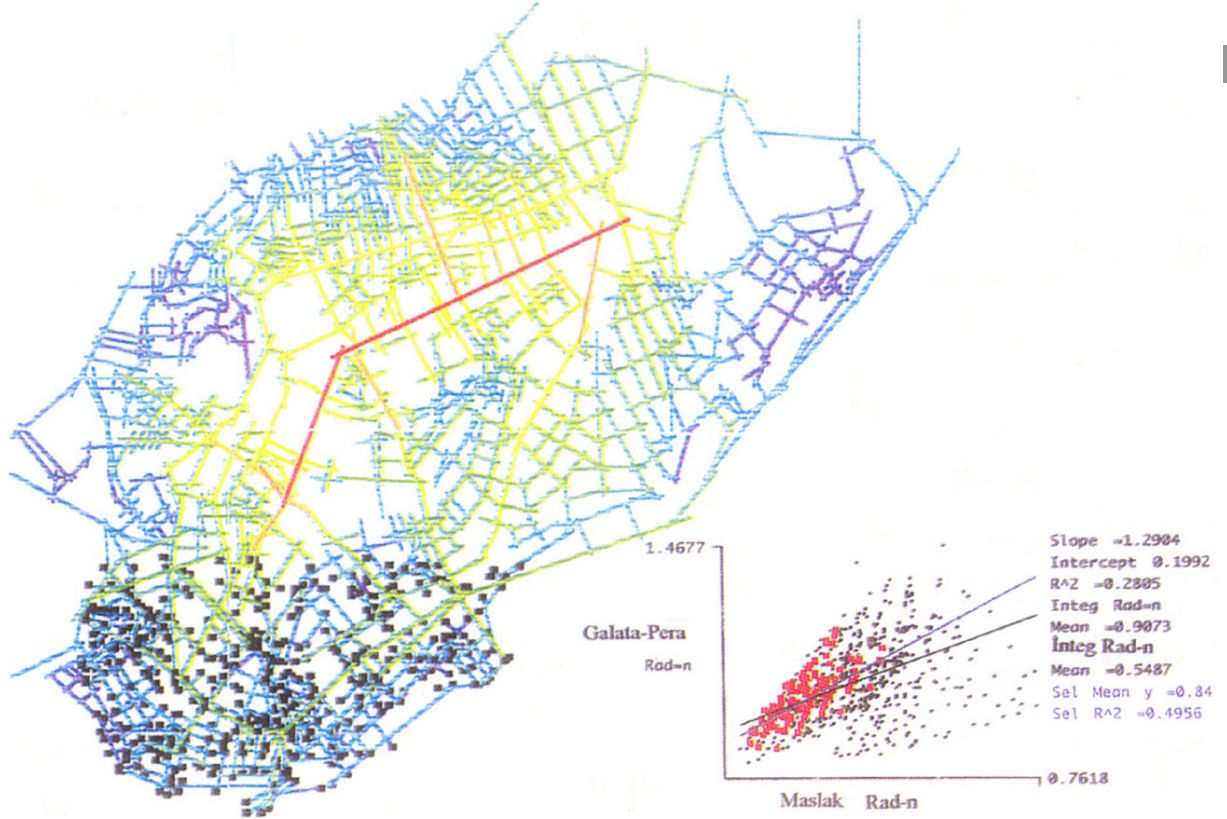 1.4677
Galata-Pera
Rad=n
Slope =1.2904
Intercept 0.1992
R^2 =0.2805
Integ Rad=n
Mean =0.9073
İnteg Rad-n
Mean =0.5487
Sel Mean y =0.84
Sel R^2 =0.4956
0.7618
Maslak Rad-n